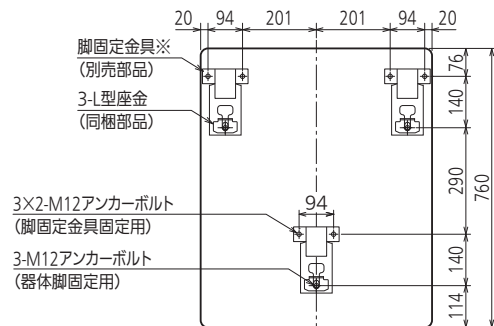 20 94 201 201 94 20
脚固定金具※
(別売部品)
3-L型座金
(同梱部品)
76
140
290
760
3×2-M12アンカーボルト
(脚固定金具固定用)
94
3-M12アンカーボルト
(器体脚固定用)
140
114